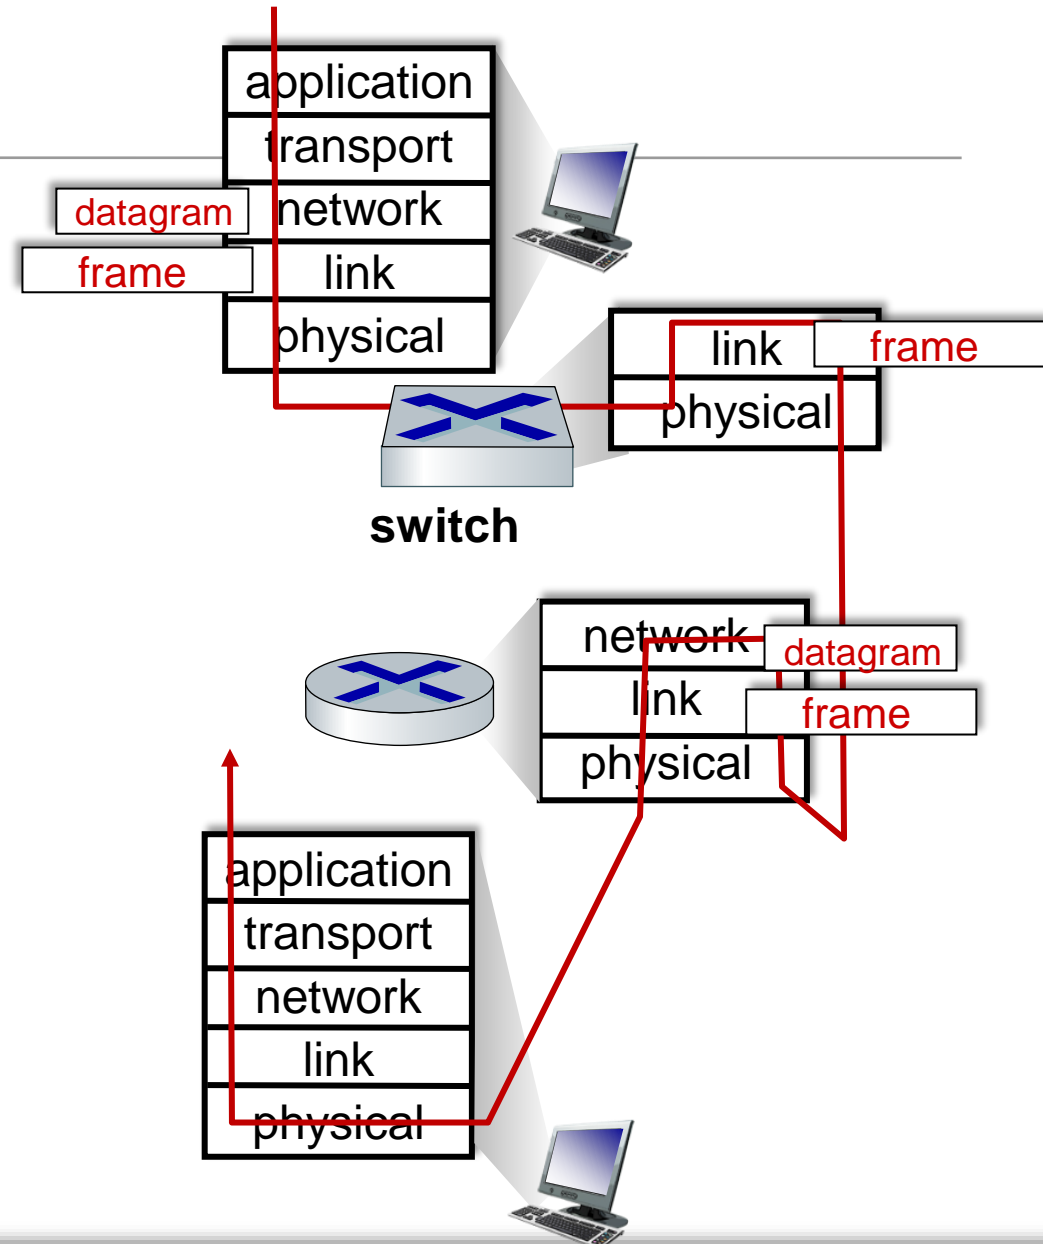 application
transport
datagram
network
frame
link
physical
link
frame
physical
switch
network
datagram
link
frame
physical
application
transport
network
link
physical